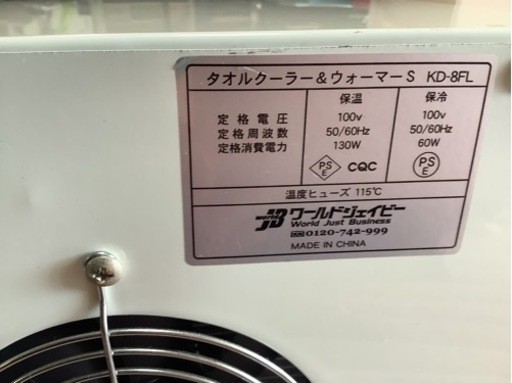 タオルクーラー&ウォーマーS KD-8FL
保温 保冷
定格電圧 100v 100v
定格周波数 50/60Hz 50/60Hz
定格消費電力 130W 60W
PS
E CQC PS
E
温度ヒューズ 115℃
JB ワールドジェイビー
World Just Business
0120-742-999
MADE IN CHINA